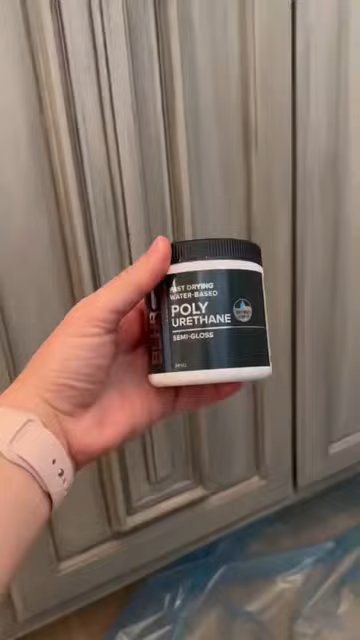 FAST DRYING
WATER-BASED
POLY
URETHANE
SEMI-GLOSS